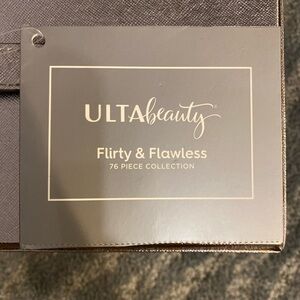 ULTAbeauty
Flirty & Flawless
76 PIECE COLLECTION